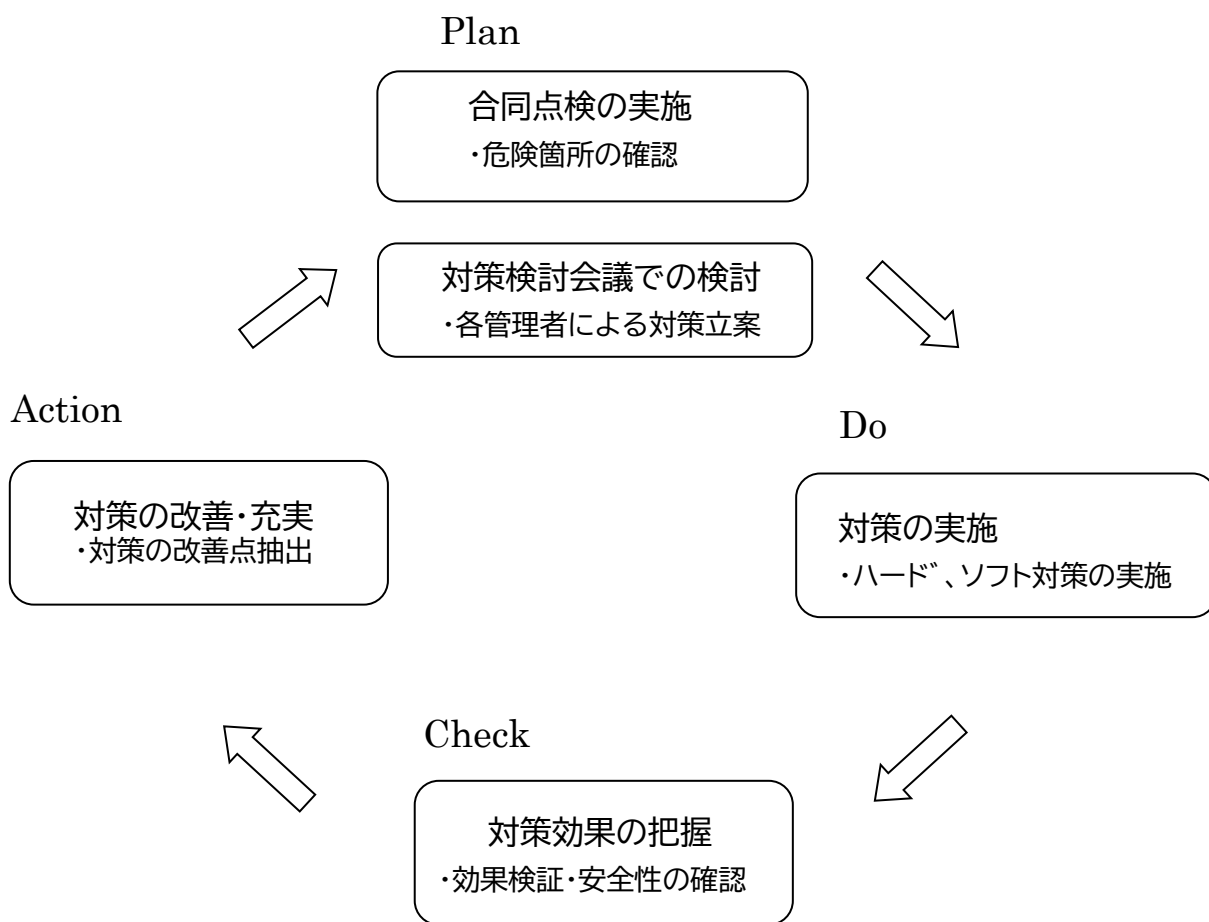 Plan
合同点検の実施
・危険箇所の確認
対策検討会議での検討
・各管理者による対策立案
Action
Do
対策の改善・充実
・対策の改善点抽出
対策の実施
・ハード゛、ソフト対策の実施
Check
対策効果の把握
・効果検証・安全性の確認